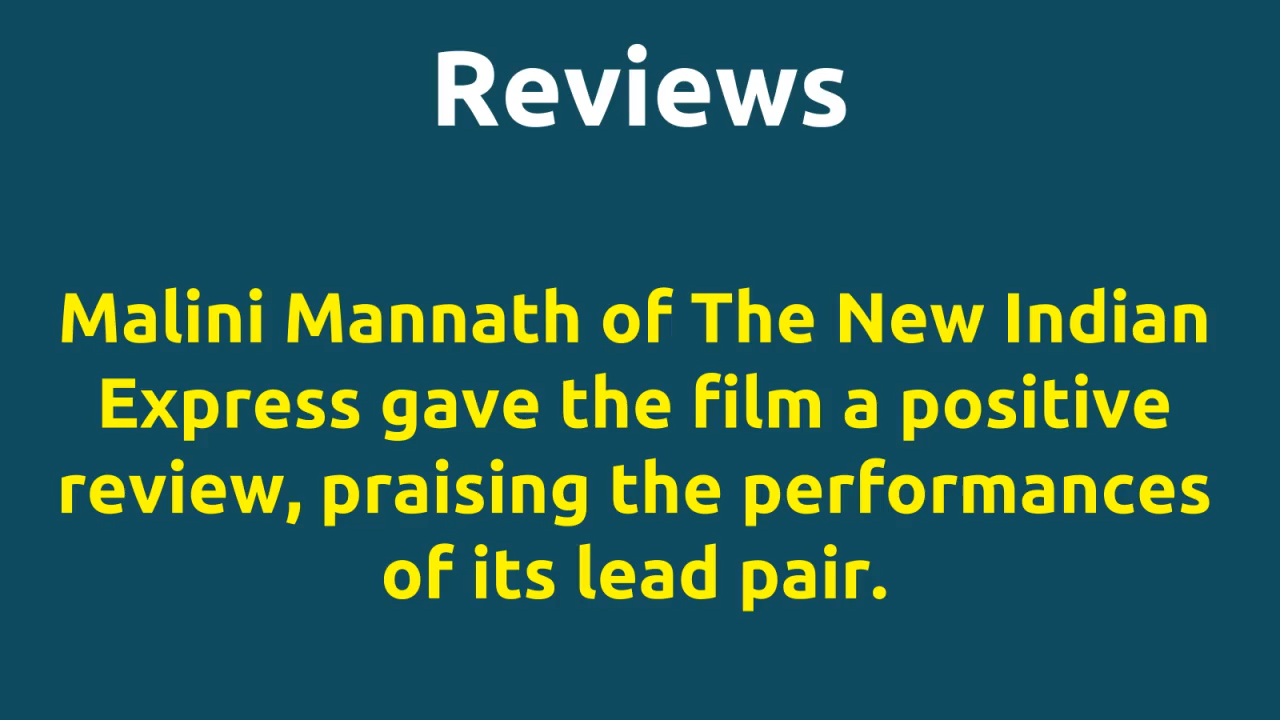 Reviews
Malini Mannath of The New Indian
Express gave the film a positive
review, praising the performances
of its lead pair.